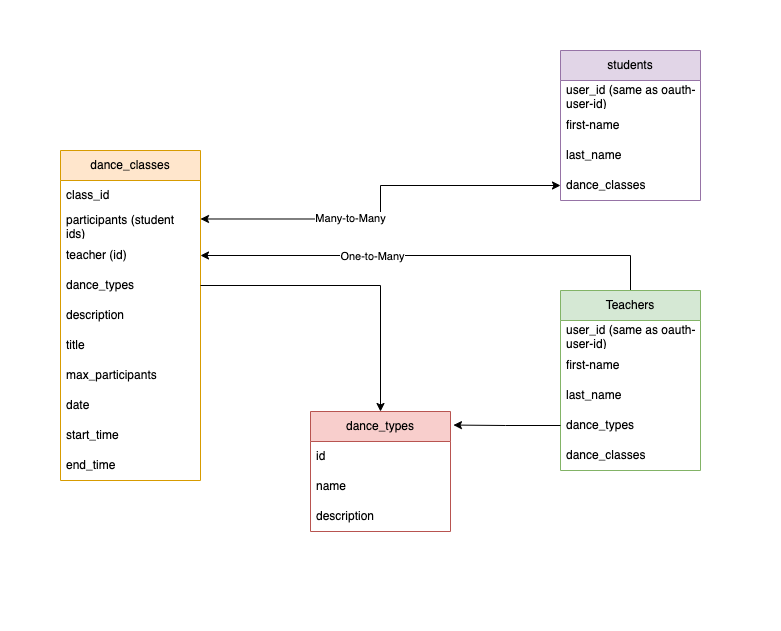 students
user_id (same as oauth-
user-id)
first-name
last_name
dance_classes
dance_classes
class_id
participants (student
ids)
teacher (id)
dance_types
description
title
max_participants
date
start_time
end_time
Many-to-Many
One-to-Many
Teachers
user_id (same as oauth-
user-id)
first-name
last_name
dance_types
dance_classes
dance_types
id
name
description